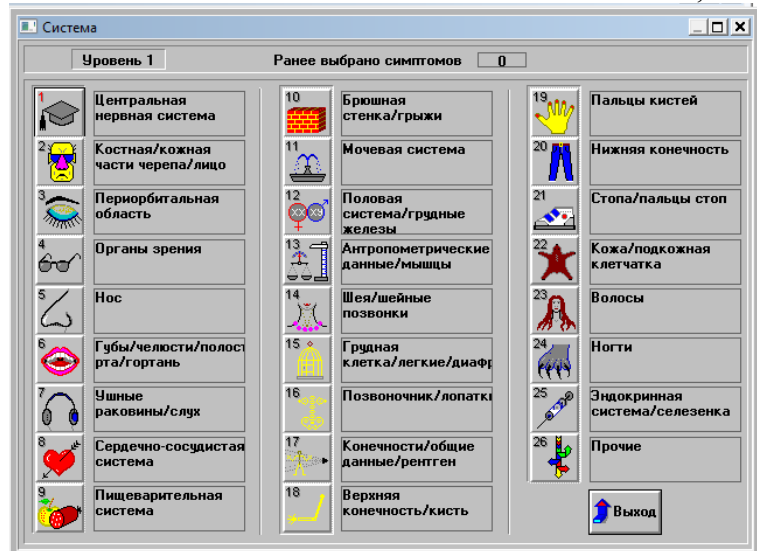 Система
Уровень 1
Ранее выбрано симптомов 0
1
Центральная
нервная система
2
Костная/кожная
части черепа/лицо
3
Периорбитальная
область
4
Органы зрения
5
Нос
6
Губы/челюсти/полост
рта/гортань
7
Ушные
раковины/слух
8
Сердечно-сосудистая
система
9
Пищеварительная
система
10
Брюшная
стенка/грыжи
11
Мочевая система
12
XX XY
Половая
система/грудные
железы
13
Антропометрические
данные/мышцы
14
Шея/шейные
позвонки
15
Грудная
клетка/легкие/диафр
16
Позвоночник/лопатки
17
Конечности/общие
данные/рентген
18
Верхняя
конечность/кисть
19
Пальцы кистей
20
Нижняя конечность
21
Стопа/пальцы стоп
22
Кожа/подкожная
клетчатка
23
Волосы
24
Ногти
25
Эндокринная
система/селезенка
26
Прочие
Выход